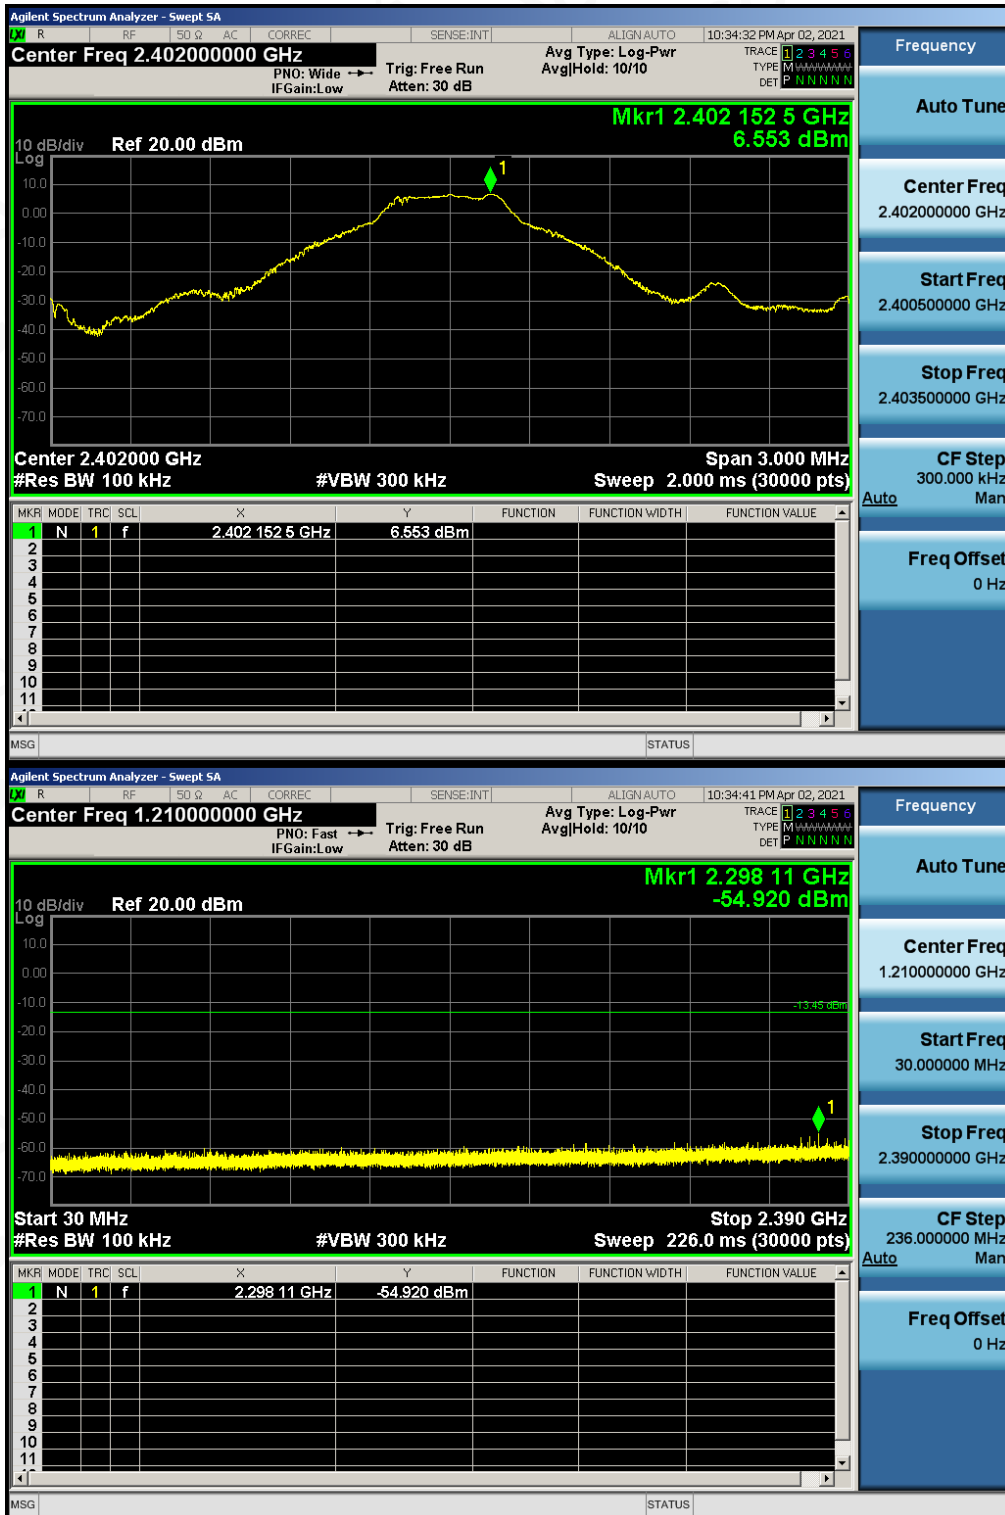 Agilent Spectrum Analyzer - Swept SA
LXI R RF 50 Ω AC CORREC SENSE:INT ALIGN AUTO 10:34:32 PM Apr 02, 2021
Center Freq 2.402000000 GHz
PNO: Wide
IFGain:Low
Trig: Free Run
Atten: 30 dB
Avg Type: Log-Pwr
Avg|Hold: 10/10
TRACE 1 2 3 4 5 6
TYPE M WWWWW
DET P N N N N N
Mkr1 2.402 152 5 GHz
6.553 dBm
10 dB/div Ref 20.00 dBm
Log
1
10.0
0.00
-10.0
-20.0
-30.0
-40.0
-50.0
-60.0
-70.0
Center 2.402000 GHz Span 3.000 MHz
#Res BW 100 kHz #VBW 300 kHz Sweep 2.000 ms (30000 pts)
MKR MODE TRC SCL X Y FUNCTION FUNCTION WIDTH FUNCTION VALUE
1 N 1 f 2.402 152 5 GHz 6.553 dBm
2
3
4
5
6
7
8
9
10
11
MSG STATUS
Frequency
Auto Tune
Center Freq
2.402000000 GHz
Start Freq
2.400500000 GHz
Stop Freq
2.403500000 GHz
CF Step
300.000 kHz
Auto Man
Freq Offset
0 Hz
Agilent Spectrum Analyzer - Swept SA
LXI R RF 50 Ω AC CORREC SENSE:INT ALIGN AUTO 10:34:41 PM Apr 02, 2021
Center Freq 1.210000000 GHz
PNO: Fast
IFGain:Low
Trig: Free Run
Atten: 30 dB
Avg Type: Log-Pwr
Avg|Hold: 10/10
TRACE 1 2 3 4 5 6
TYPE M WWWWW
DET P N N N N N
Mkr1 2.298 11 GHz
-54.920 dBm
10 dB/div Ref 20.00 dBm
Log
10.0
0.00
-10.0
-13.45 dBm
-20.0
-30.0
-40.0
-50.0
1
-60.0
-70.0
Start 30 MHz Stop 2.390 GHz
#Res BW 100 kHz #VBW 300 kHz Sweep 226.0 ms (30000 pts)
MKR MODE TRC SCL X Y FUNCTION FUNCTION WIDTH FUNCTION VALUE
1 N 1 f 2.298 11 GHz -54.920 dBm
2
3
4
5
6
7
8
9
10
11
MSG STATUS
Frequency
Auto Tune
Center Freq
1.210000000 GHz
Start Freq
30.000000 MHz
Stop Freq
2.390000000 GHz
CF Step
236.000000 MHz
Auto Man
Freq Offset
0 Hz